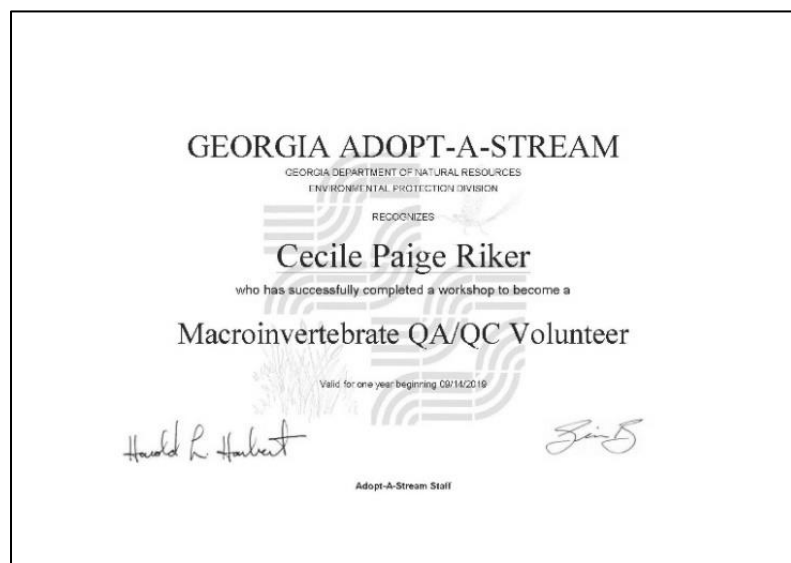 GEORGIA ADOPT-A-STREAM
GEORGIA DEPARTMENT OF NATURAL RESOURCES
ENVIRONMENTAL PROTECTION DIVISION
RECOGNIZES
Cecile Paige Riker
who has successfully completed a workshop to become a
Macroinvertebrate QA/QC Volunteer
Valid for one year beginning 09/14/2019
Harold L Harbert
Adopt-A-Stream Staff